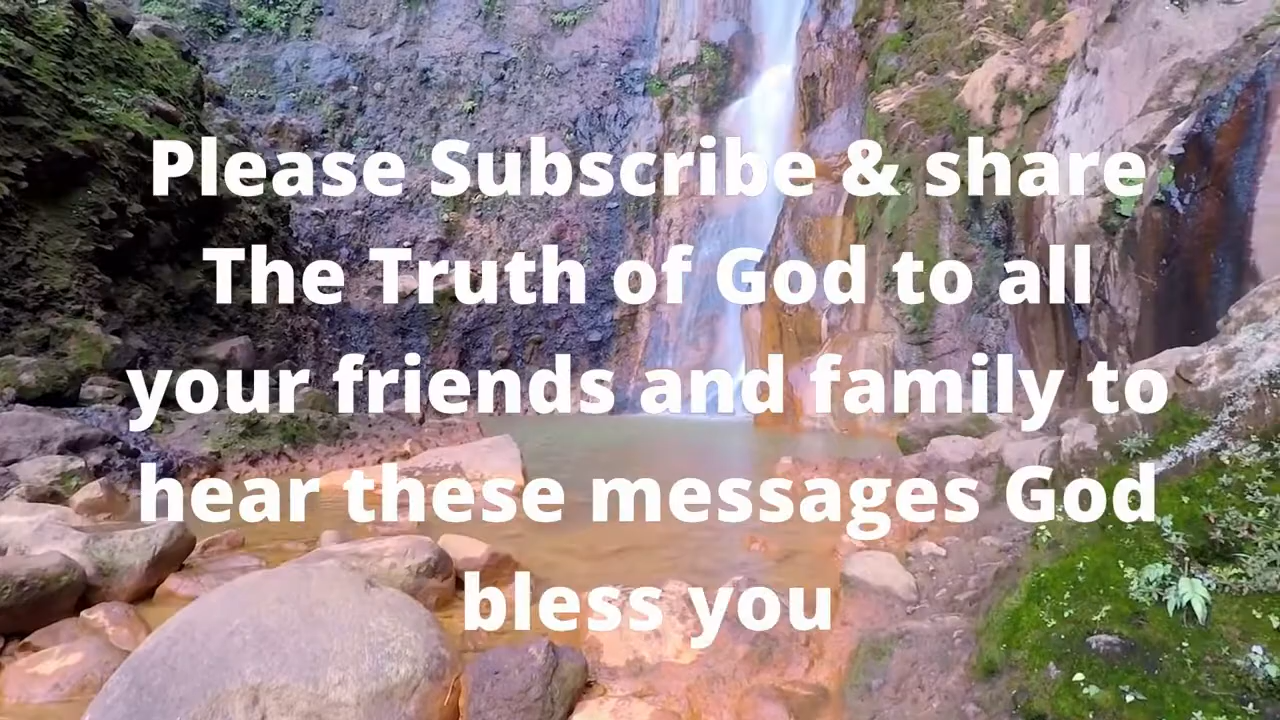 Please Subscribe & share
The Truth of God to all
your friends and family to
hear these messages God
bless you